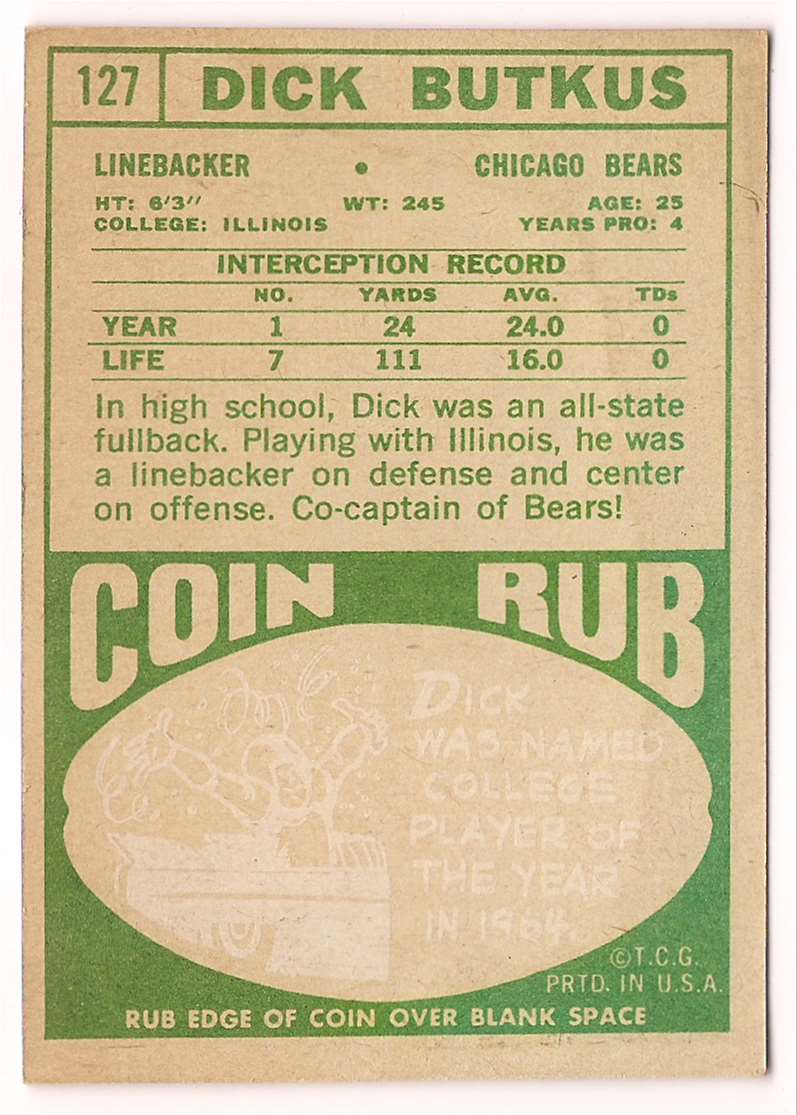 127 DICK BUTKUS
LINEBACKER • CHICAGO BEARS
HT: 6'3" WT: 245 AGE: 25
COLLEGE: ILLINOIS YEARS PRO: 4
INTERCEPTION RECORD
NO. YARDS AVG. TDs
YEAR 1 24 24.0 0
LIFE 7 111 16.0 0
In high school, Dick was an all-state
fullback. Playing with Illinois, he was
a linebacker on defense and center
on offense. Co-captain of Bears!
COIN RUB
DICK
WAS NAMED
COLLEGE
PLAYER OF
THE YEAR
IN 1964.
©T.C.G.
PRTD. IN U.S.A.
RUB EDGE OF COIN OVER BLANK SPACE